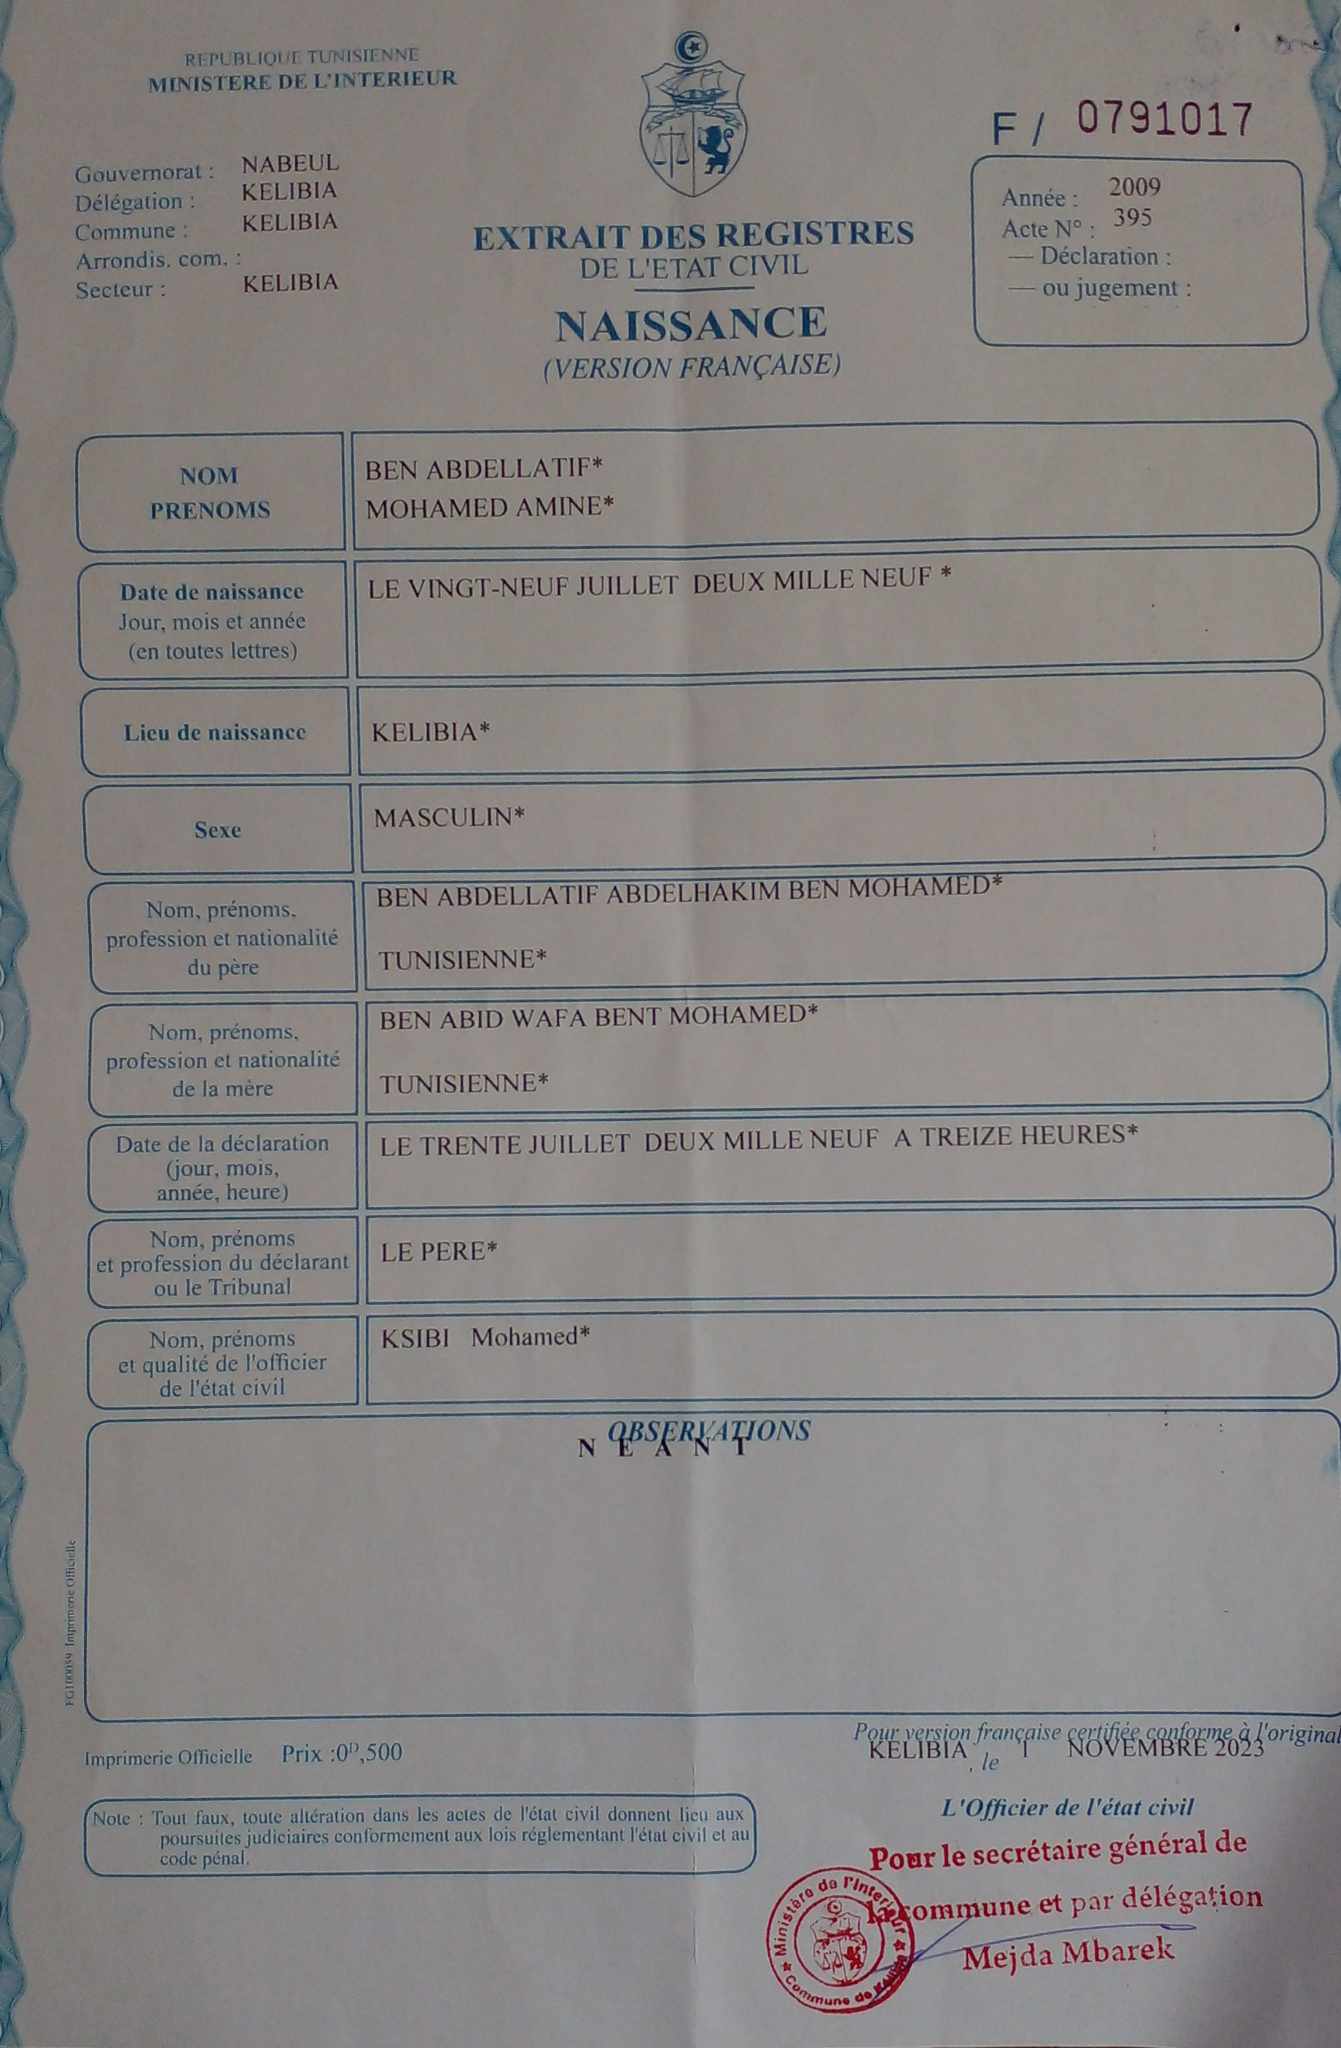 REPUBLIQUE TUNISIENNE
MINISTERE DE L'INTERIEUR
F / 0791017
Gouvernorat : NABEUL
Délégation : KELIBIA
Commune : KELIBIA
Arrondis. com. :
Secteur : KELIBIA
EXTRAIT DES REGISTRES
DE L'ETAT CIVIL
NAISSANCE
(VERSION FRANÇAISE)
Année : 2009
Acte N° : 395
— Déclaration :
— ou jugement :
NOM
PRENOMS
BEN ABDELLATIF*
MOHAMED AMINE*
Date de naissance
Jour, mois et année
(en toutes lettres)
LE VINGT-NEUF JUILLET DEUX MILLE NEUF *
Lieu de naissance
KELIBIA*
Sexe
MASCULIN*
Nom, prénoms,
profession et nationalité
du père
BEN ABDELLATIF ABDELHAKIM BEN MOHAMED*
TUNISIENNE*
Nom, prénoms,
profession et nationalité
de la mère
BEN ABID WAFA BENT MOHAMED*
TUNISIENNE*
Date de la déclaration
(jour, mois,
année, heure)
LE TRENTE JUILLET DEUX MILLE NEUF A TREIZE HEURES*
Nom, prénoms
et profession du déclarant
ou le Tribunal
LE PERE*
Nom, prénoms
et qualité de l'officier
de l'état civil
KSIBI Mohamed*
OBSERVATIONS
N E A N T
Imprimerie Officielle
Imprimerie Officielle Prix :0ᴰ,500
Pour version française certifiée conforme à l'original
KELIBIA , le 1 NOVEMBRE 2023
Note : Tout faux, toute altération dans les actes de l'état civil donnent lieu aux
poursuites judiciaires conformement aux lois réglementant l'état civil et au
code pénal.
L'Officier de l'état civil
Pour le secrétaire général de
la commune et par délégation
Mejda Mbarek
Ministère de l'Interieur
Commune de